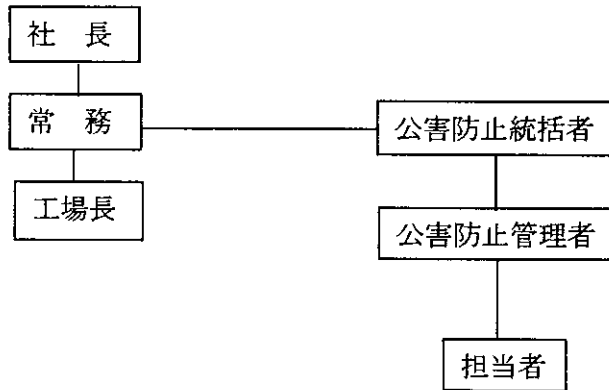 社　長
常　務
公害防止統括者
工場長
公害防止管理者
担当者